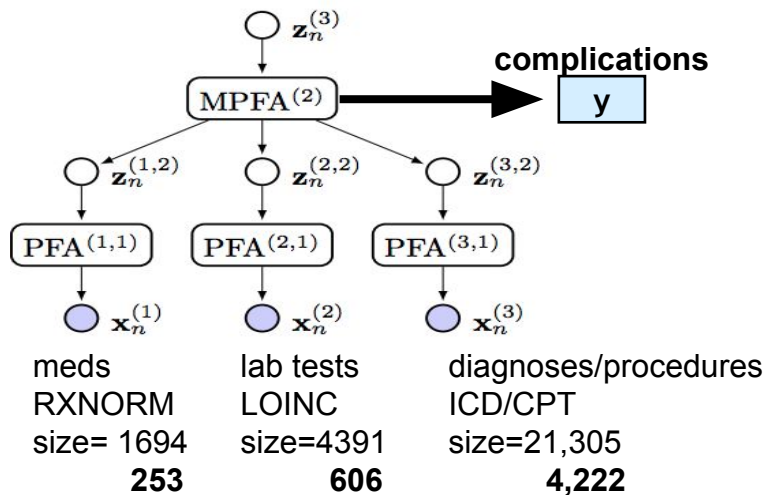 z_n^{(3)}
complications
MPFA^{(2)}
y
z_n^{(1,2)} z_n^{(2,2)} z_n^{(3,2)}
PFA^{(1,1)} PFA^{(2,1)} PFA^{(3,1)}
x_n^{(1)} x_n^{(2)} x_n^{(3)}
meds lab tests diagnoses/procedures
RXNORM LOINC ICD/CPT
size= 1694 size=4391 size=21,305
253 606 4,222